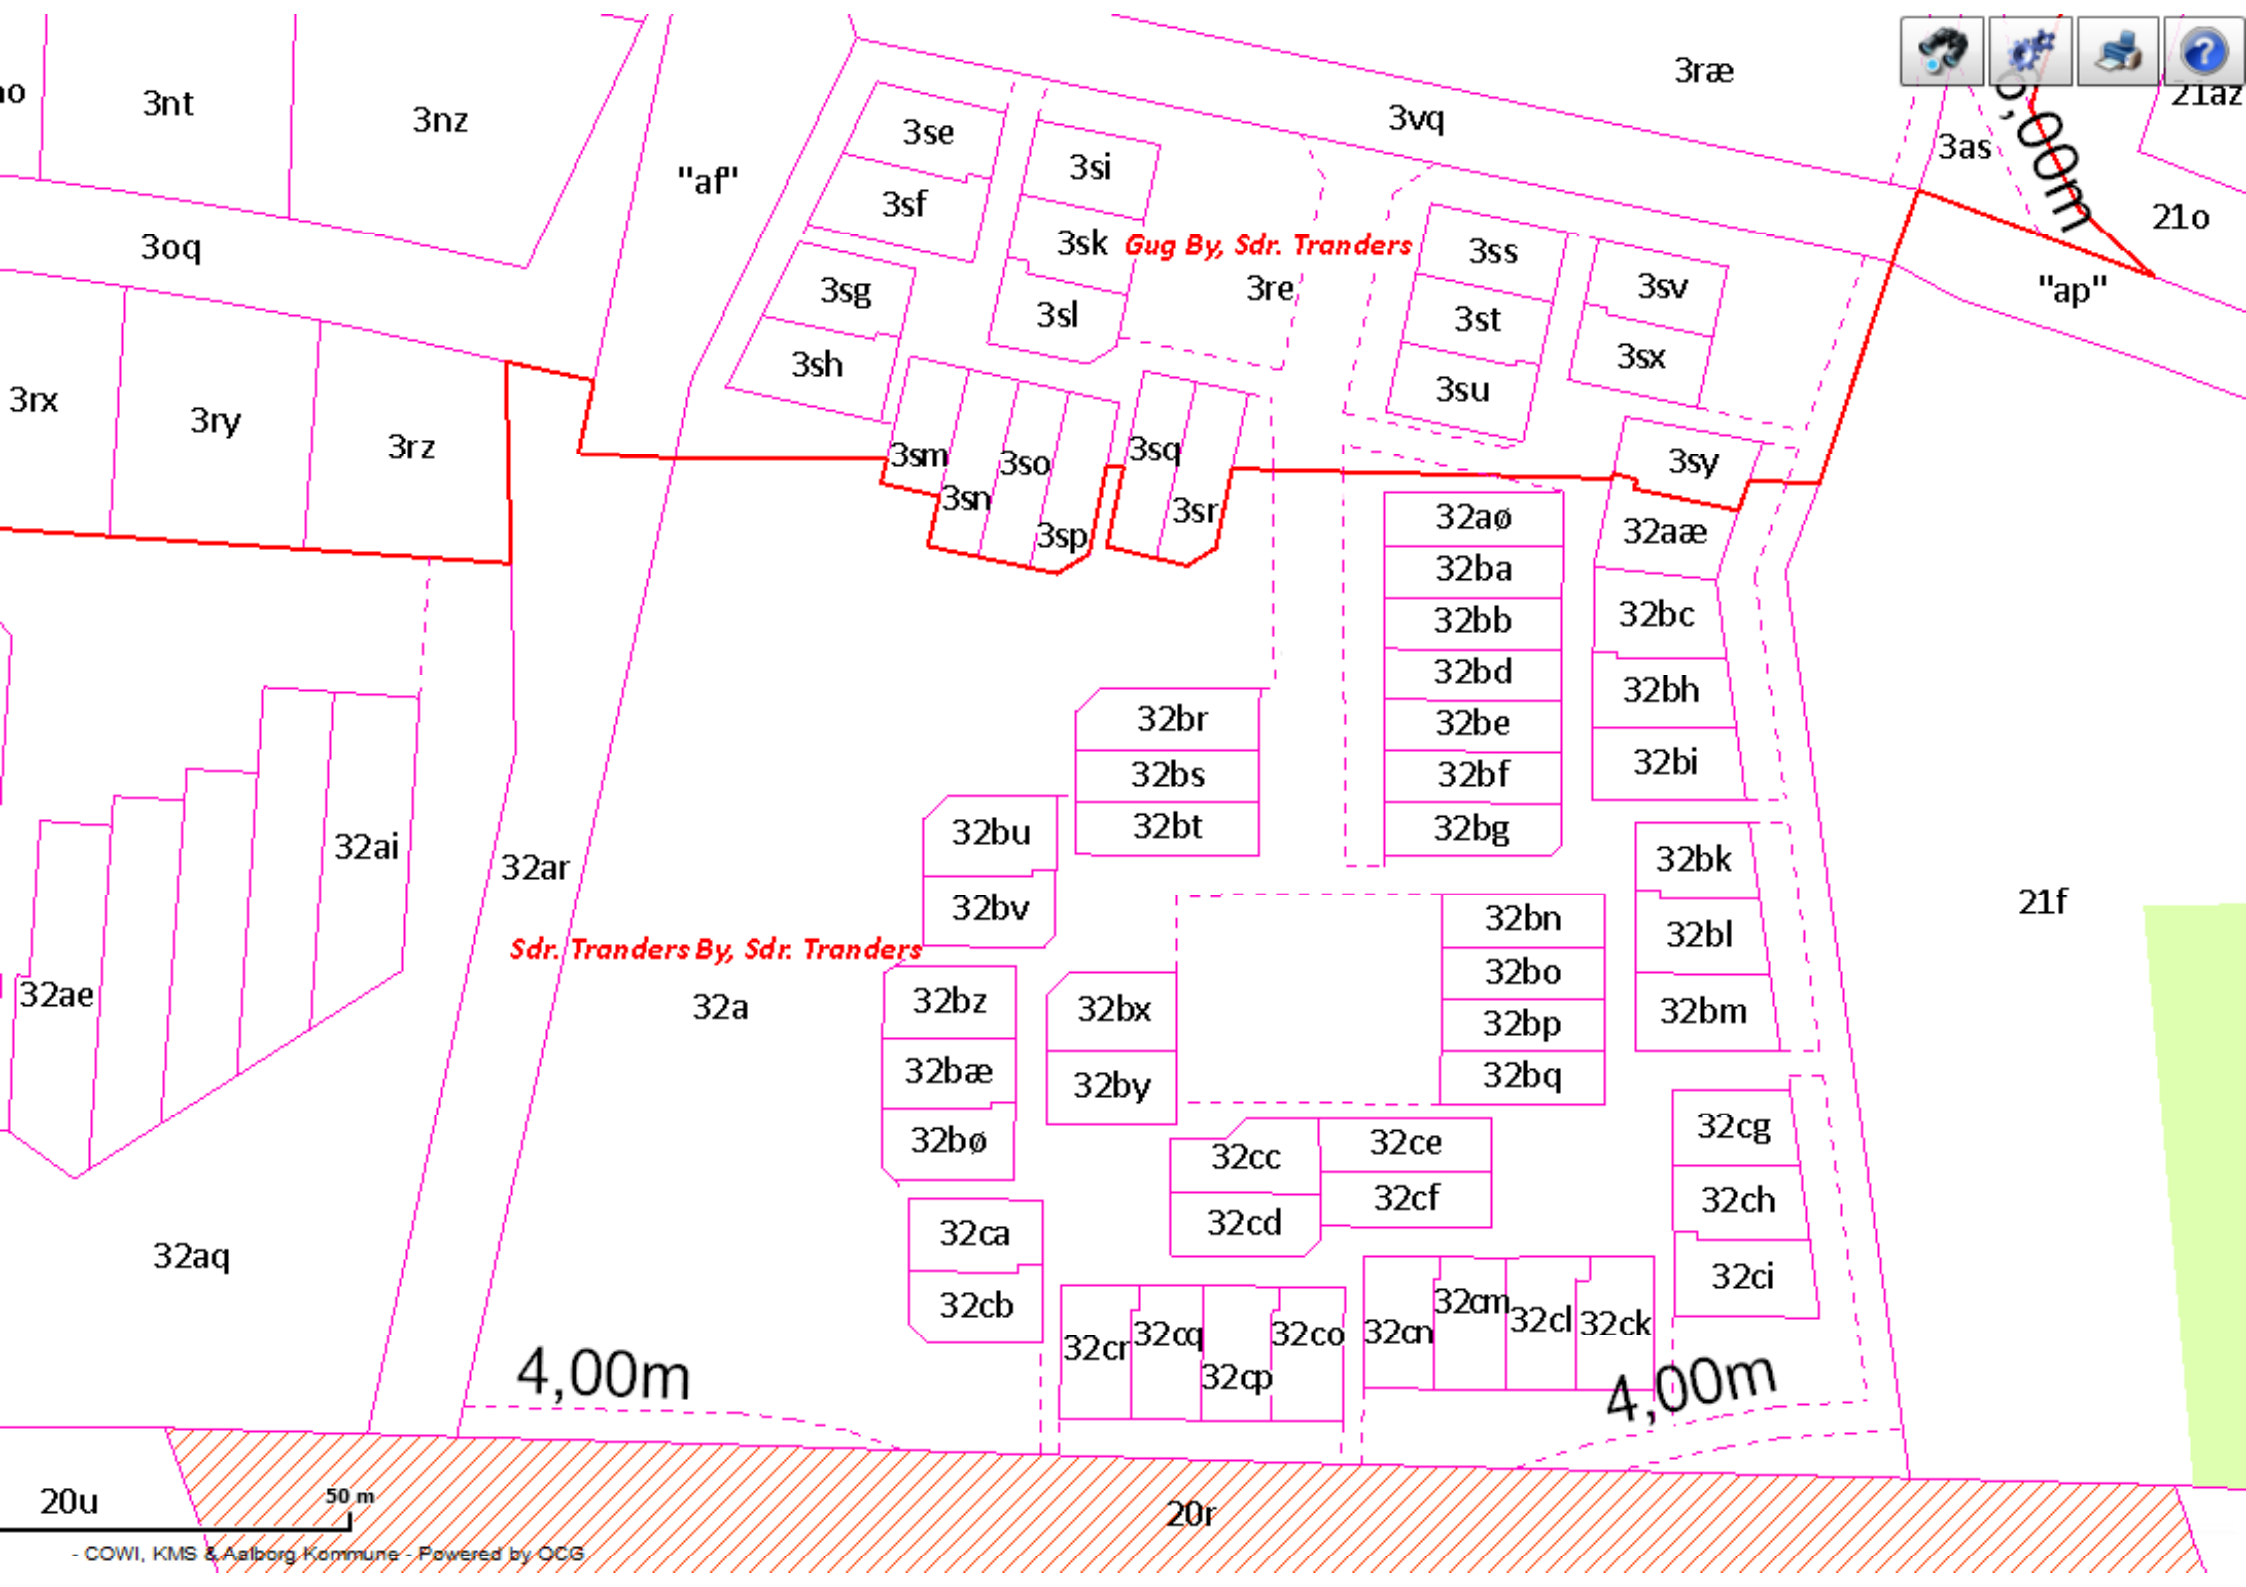 3ræ
21az
3nt
3nz
3vq
3se
3as
3si
"af"
3sf
21o
3oq
3sk
Gug By, Sdr. Tranders
3ss
3re
3sg
3sv
"ap"
3sl
3st
3sh
3sx
3rx
3ry
3su
3rz
3sm
3so
3sq
3sy
3sn
3sr
3sp
32aø
32aæ
32ba
32bb
32bc
32bd
32bh
32br
32be
32bi
32bs
32bf
32bt
32bg
32bu
32ai
32bk
32ar
32bv
21f
32bn
32bl
Sdr. Tranders By, Sdr. Tranders
32bo
32ae
32a
32bz
32bx
32bp
32bm
32bæ
32by
32bq
32bø
32cc
32ce
32cg
32cf
32ch
32cd
32ca
32aq
32ci
32cb
32cm
32cr
32cq
32co
32cn
32cl
32ck
32cp
4,00m
4,00m
50 m
20u
20r
- COWI, KMS & Aalborg Kommune - Powered by OCG